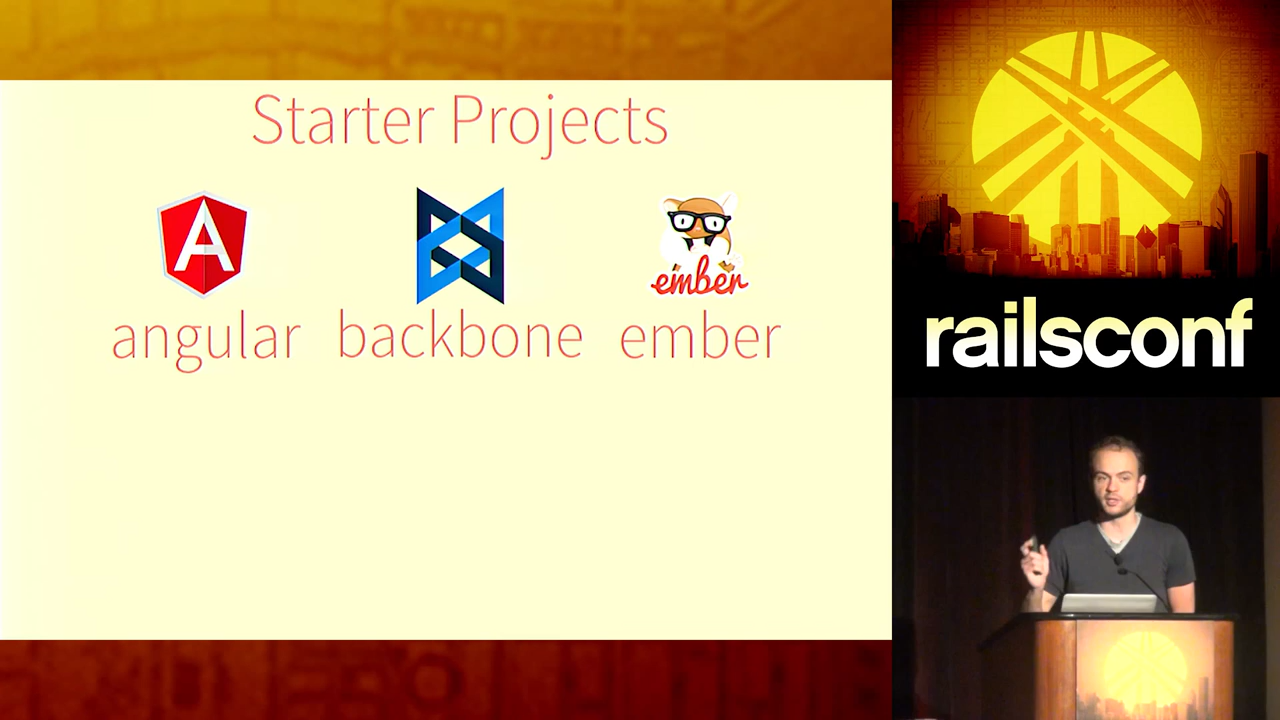 Starter Projects
A
ember
angular backbone ember
railsconf